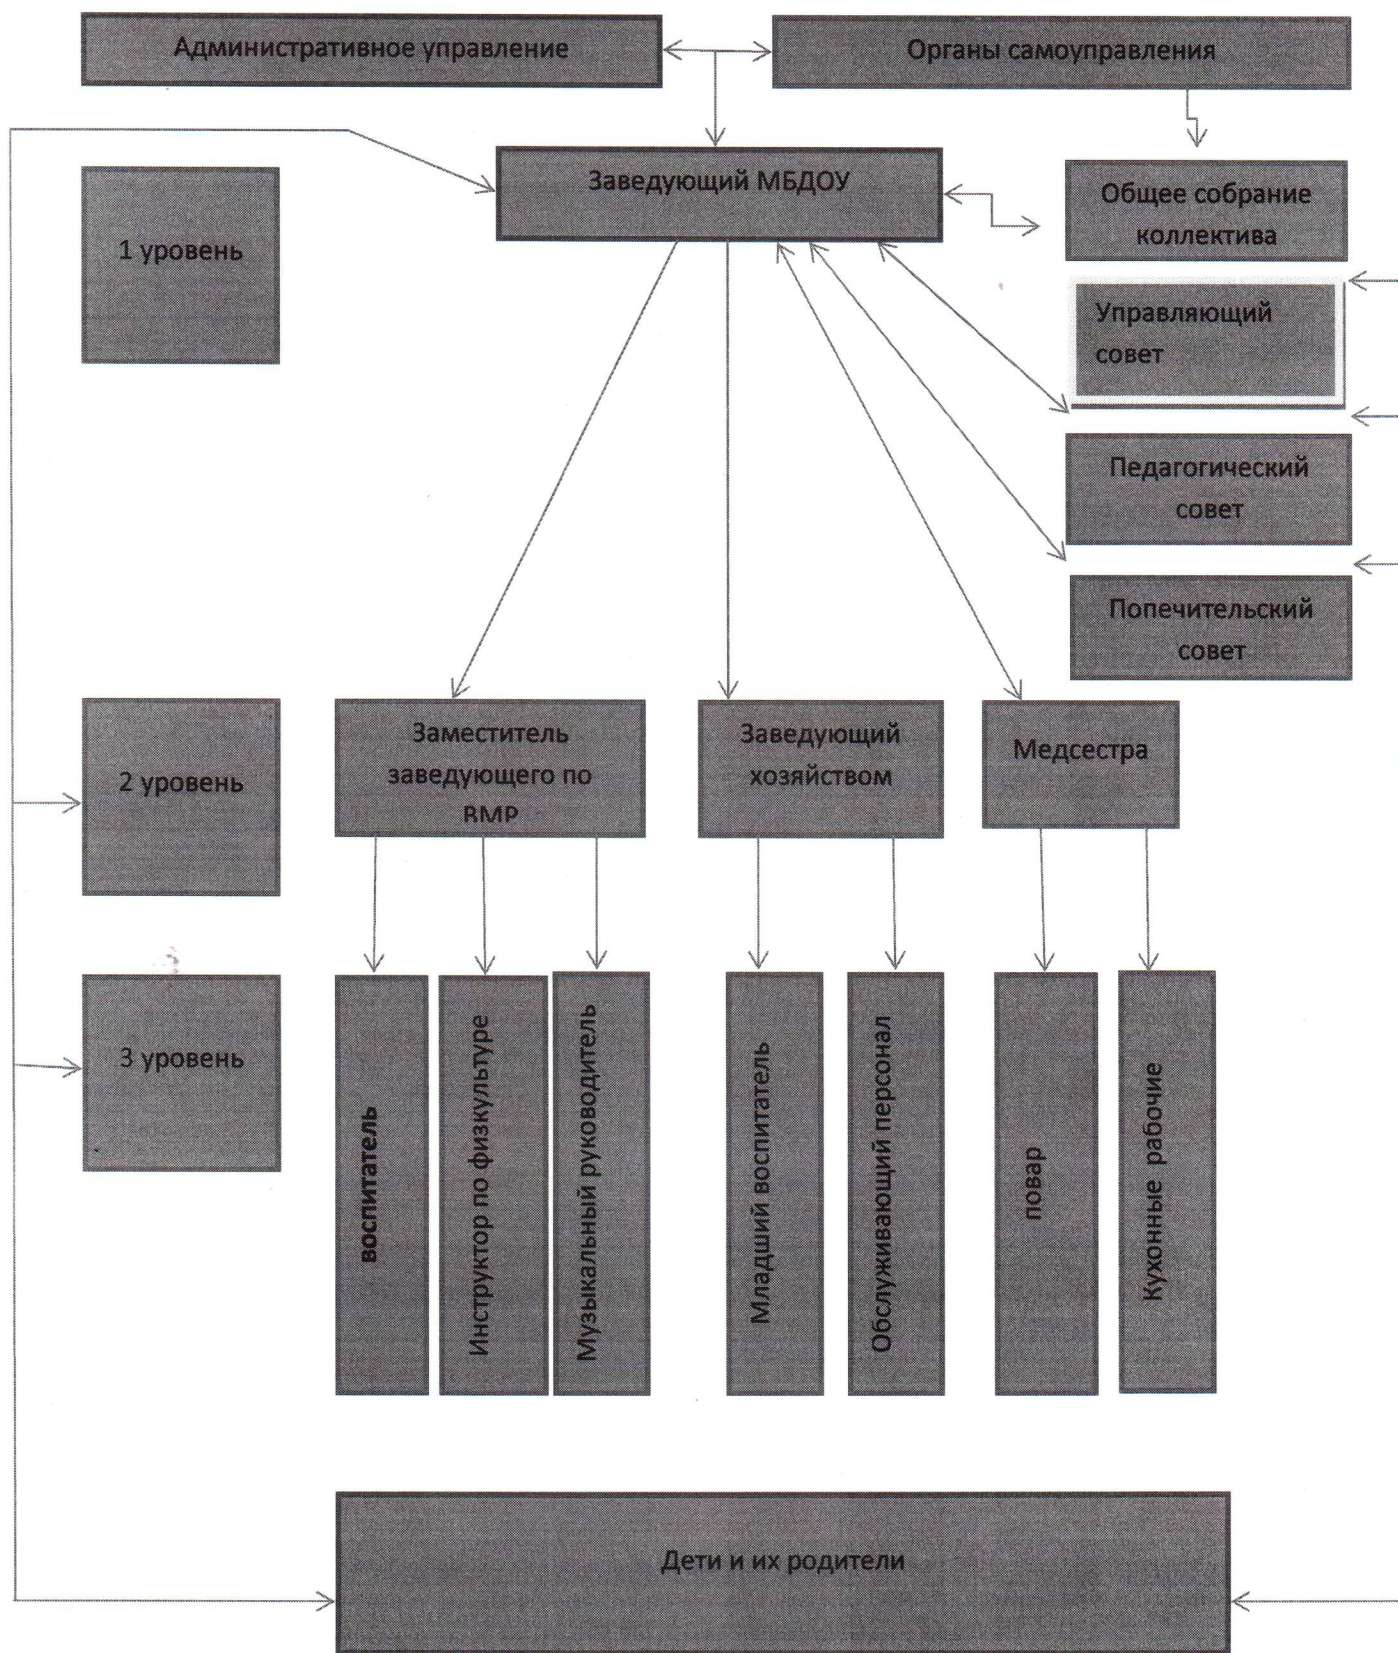 Административное управление
Органы самоуправления
Заведующий МБДОУ
Общее собрание
коллектива
1 уровень
Управляющий
совет
Педагогический
совет
Попечительский
совет
2 уровень
Заместитель
заведующего по
ВМР
Заведующий
хозяйством
Медсестра
3 уровень
воспитатель
Инструктор по физкультуре
Музыкальный руководитель
Младший воспитатель
Обслуживающий персонал
повар
Кухонные рабочие
Дети и их родители